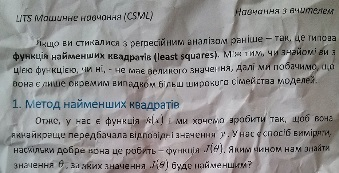 ЦТS Машинне навчання (CSML) Навчання з вчителем
Якщо ви стикалися з регресійним аналізом раніше – так, це типова
функція найменших квадратів (least squares). Між тим, чи знайомі ви з
цією функцією, чи ні, - не має великого значення, далі ми побачимо, що
вона є лише окремим випадком більш широкого сімейства моделей.
1. Метод найменших квадратів
Отже, у нас є функція і ми хочемо зробити так, щоб вона
якнайкраще передбачала відповідні значення y. У нас є спосіб виміряти,
наскільки добре вона це робить – функція J(θ). Яким чином нам знайти
значення θ, за яких значення J(θ) буде найменшим?